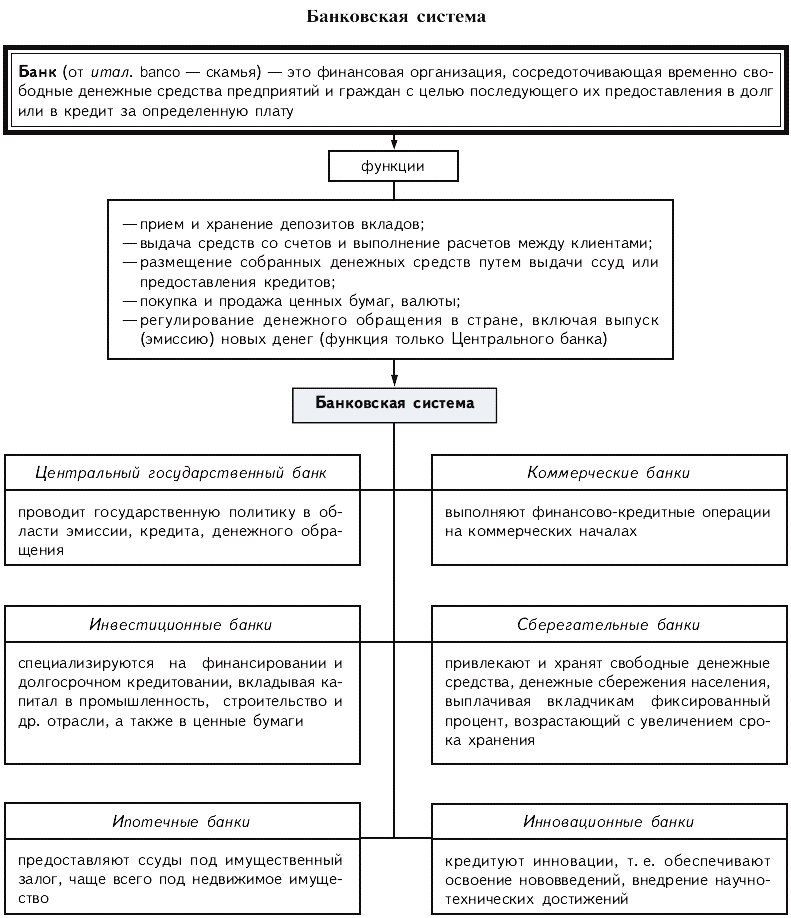 Банковская система
Банк (от итал. banco — скамья) — это финансовая организация, сосредоточивающая временно сво-
бодные денежные средства предприятий и граждан с целью последующего их предоставления в долг
или в кредит за определенную плату
функции
— прием и хранение депозитов вкладов;
— выдача средств со счетов и выполнение расчетов между клиентами;
— размещение собранных денежных средств путем выдачи ссуд или
предоставления кредитов;
— покупка и продажа ценных бумаг, валюты;
— регулирование денежного обращения в стране, включая выпуск
(эмиссию) новых денег (функция только Центрального банка)
Банковская система
Центральный государственный банк
проводит государственную политику в об-
ласти эмиссии, кредита, денежного обра-
щения
Коммерческие банки
выполняют финансово-кредитные операции
на коммерческих началах
Инвестиционные банки
специализируются на финансировании и
долгосрочном кредитовании, вкладывая ка-
питал в промышленность, строительство и
др. отрасли, а также в ценные бумаги
Сберегательные банки
привлекают и хранят свободные денежные
средства, денежные сбережения населения,
выплачивая вкладчикам фиксированный
процент, возрастающий с увеличением сро-
ка хранения
Ипотечные банки
предоставляют ссуды под имущественный
залог, чаще всего под недвижимое имуще-
ство
Инновационные банки
кредитуют инновации, т. е. обеспечивают
освоение нововведений, внедрение научно-
технических достижений